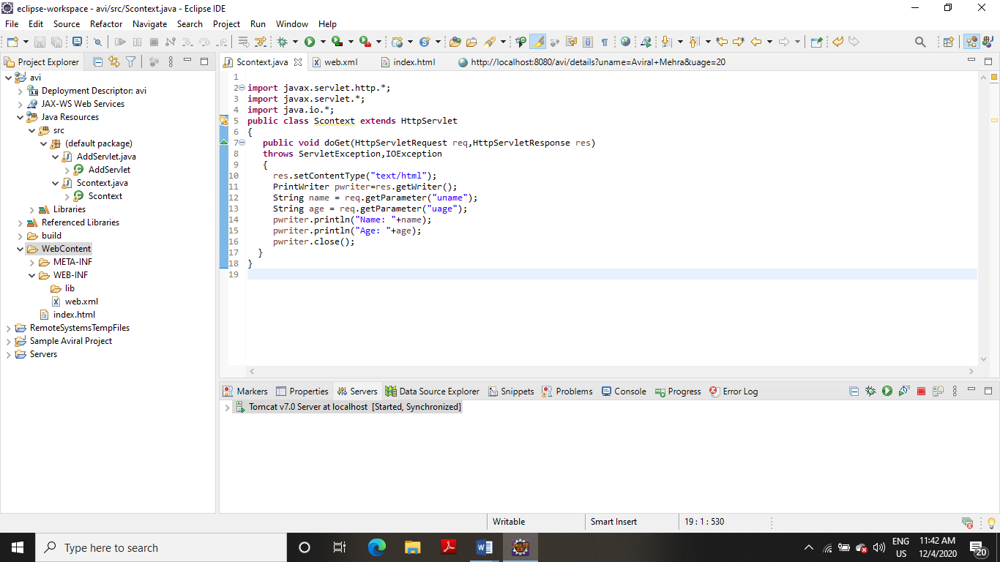 eclipse-workspace - avi/src/Scontext.java - Eclipse IDE
File Edit Source Refactor Navigate Search Project Run Window Help
Project Explorer
avi
3.0 Deployment Descriptor: avi
JAX-WS Web Services
Java Resources
src
(default package)
AddServlet.java
AddServlet
Scontext.java
Scontext
Libraries
Referenced Libraries
build
WebContent
META-INF
WEB-INF
lib
web.xml
index.html
RemoteSystemsTempFiles
Sample Aviral Project
Servers
Scontext.java web.xml index.html http://localhost:8080/avi/details?uname=Aviral+Mehra&uage=20
1
2 import javax.servlet.http.*;
3 import javax.servlet.*;
4 import java.io.*;
5 public class Scontext extends HttpServlet
6 {
7 public void doGet(HttpServletRequest req,HttpServletResponse res)
8 throws ServletException,IOException
9 {
10 res.setContentType("text/html");
11 PrintWriter pwriter=res.getWriter();
12 String name = req.getParameter("uname");
13 String age = req.getParameter("uage");
14 pwriter.println("Name: "+name);
15 pwriter.println("Age: "+age);
16 pwriter.close();
17 }
18 }
19
Markers Properties Servers Data Source Explorer Snippets Problems Console Progress Error Log
Tomcat v7.0 Server at localhost [Started, Synchronized]
Writable Smart Insert 19 : 1 : 530
Type here to search
ENG
US
11:42 AM
12/4/2020
20